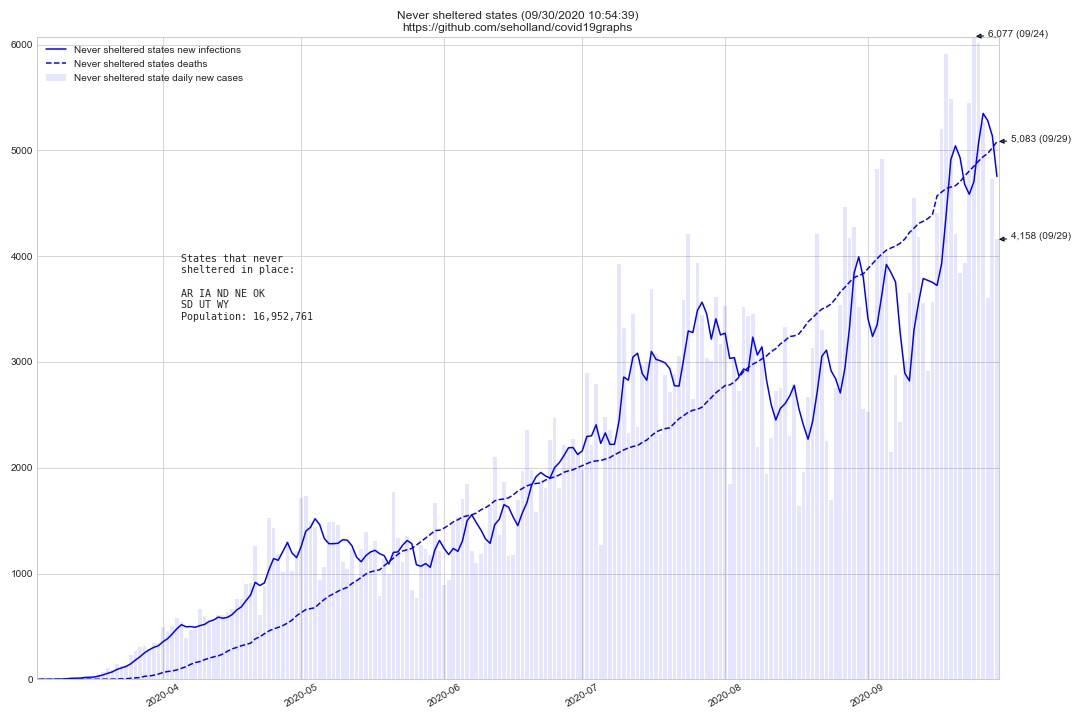 Never sheltered states (09/30/2020 10:54:39)
https://github.com/seholland/covid19graphs
Never sheltered states new infections
Never sheltered states deaths
Never sheltered state daily new cases
6,077 (09/24)
5,083 (09/29)
4,158 (09/29)
States that never
sheltered in place:
AR IA ND NE OK
SD UT WY
Population: 16,952,761
6000
5000
4000
3000
2000
1000
0
2020-04
2020-05
2020-06
2020-07
2020-08
2020-09